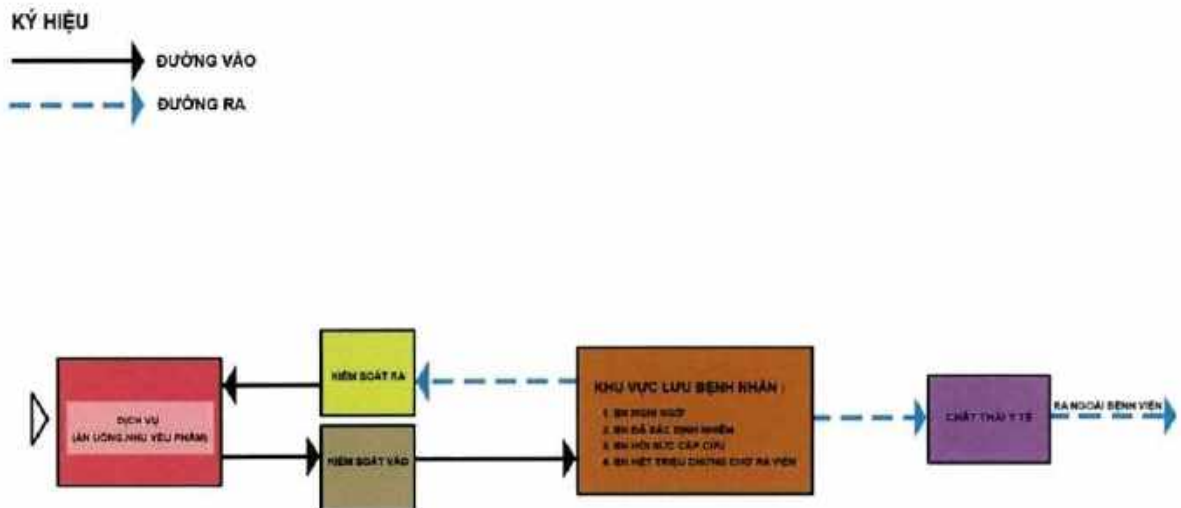 KÝ HIỆU
ĐƯỜNG VÀO
ĐƯỜNG RA
KIỂM SOÁT RA
DỊCH VỤ
(ĂN UỐNG,NHU YẾU PHẨM)
KIỂM SOÁT VÀO
KHU VỰC LƯU BỆNH NHÂN :
1. BN NGHI NGỜ
2. BN ĐÃ XÁC ĐỊNH NHIỄM
3. BN HỒI SỨC CẤP CỨU
4. BN HẾT TRIỆU CHỨNG CHỜ RA VIỆN
CHẤT THẢI Y TẾ
RA NGOÀI BỆNH VIỆN